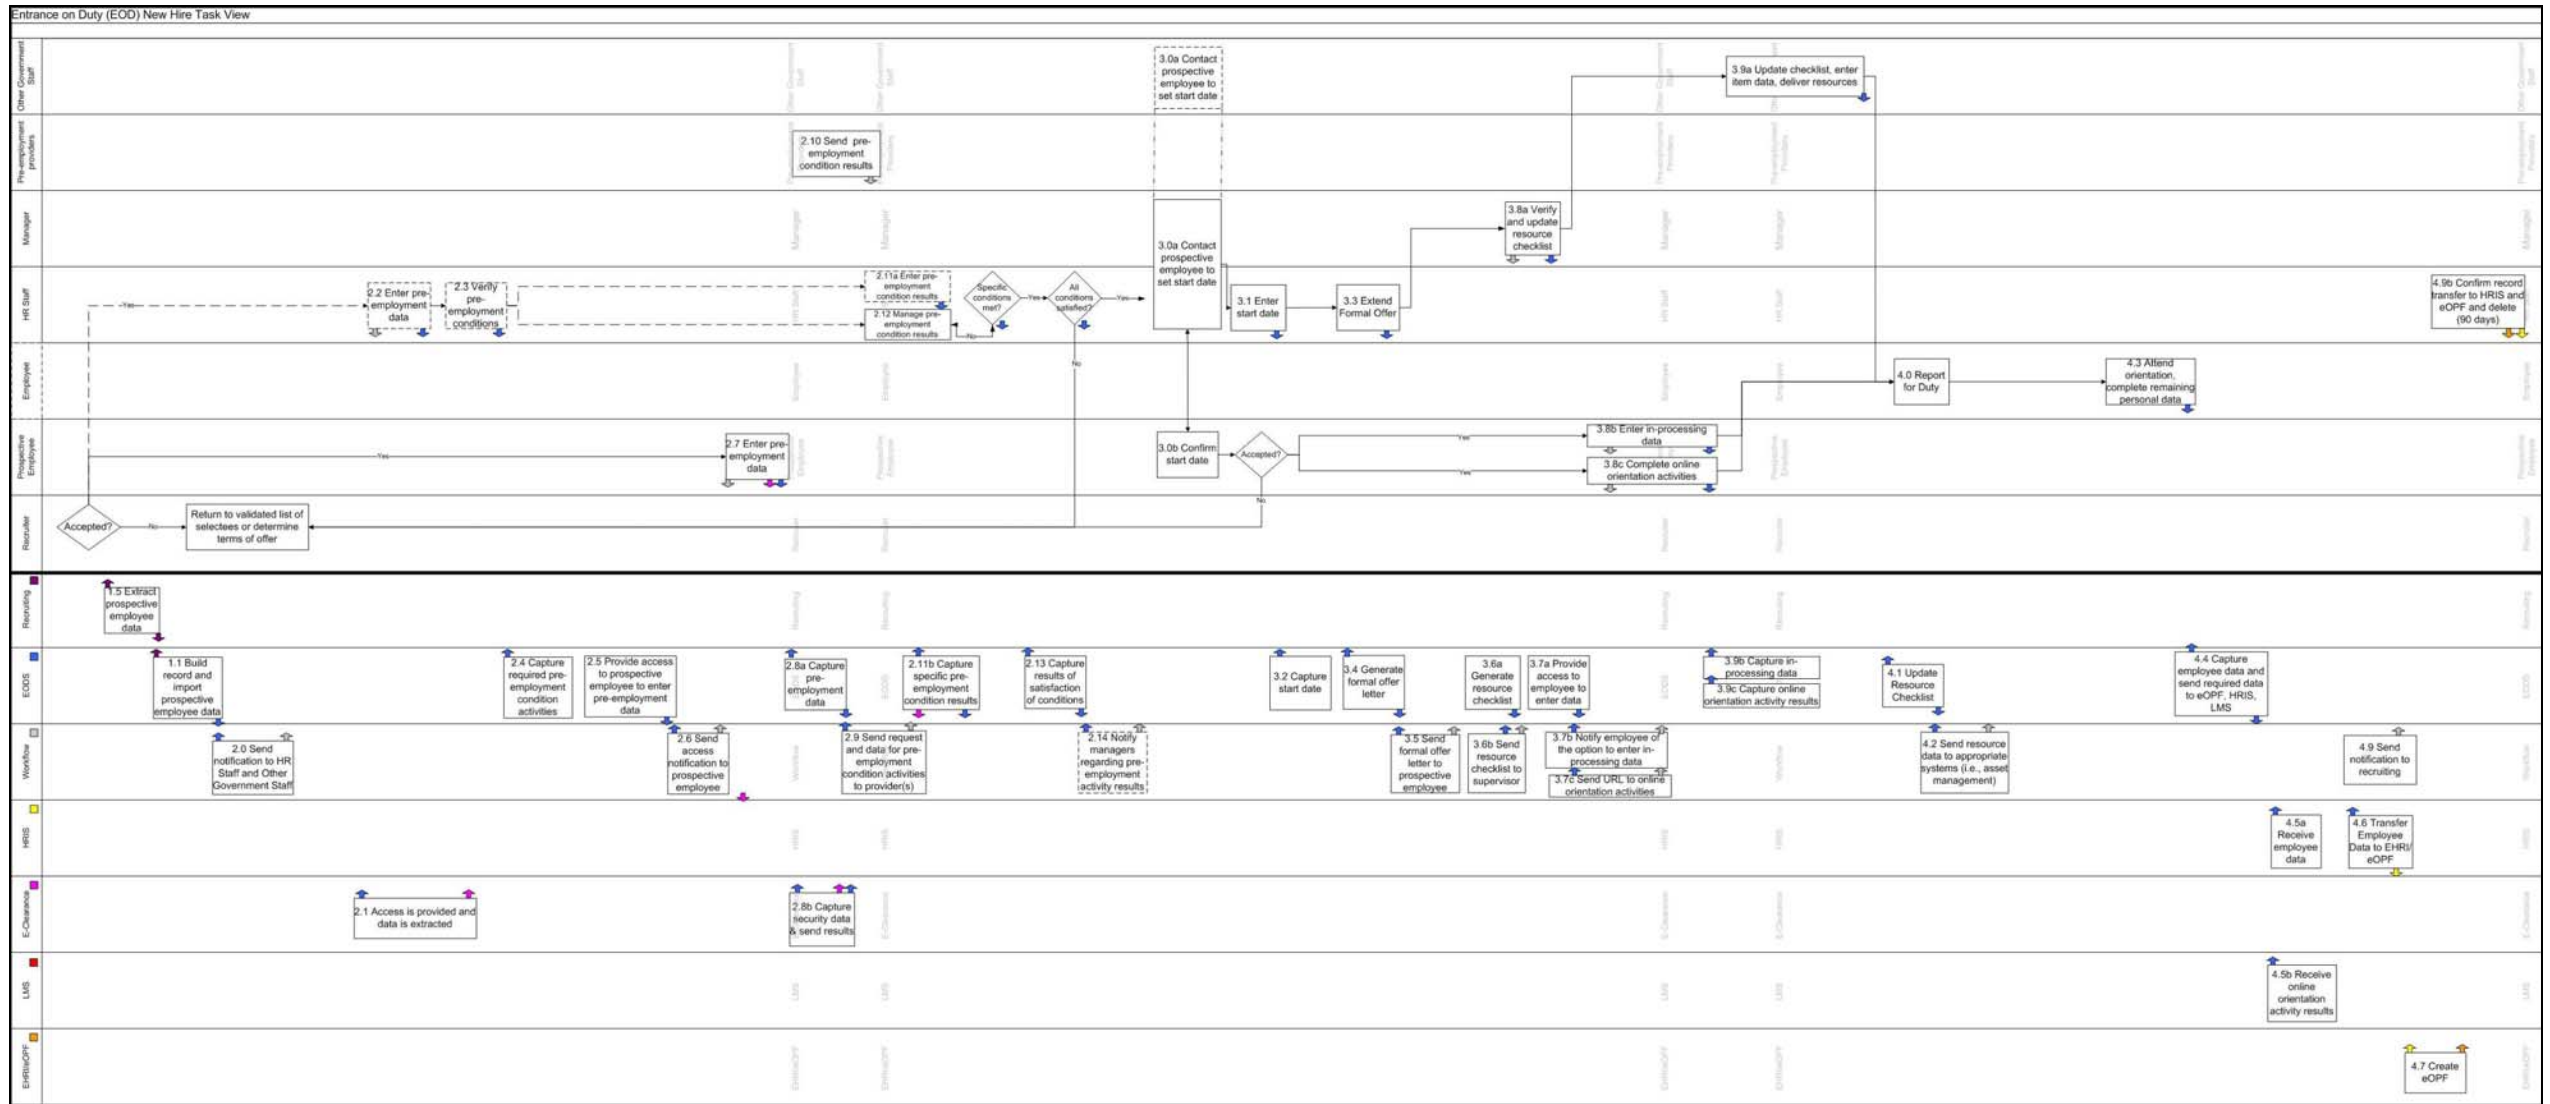 Entrance on Duty (EOD) New Hire Task View
Other Government
Staff
3.0a Contact
prospective
employee to
set start date
3.9a Update checklist, enter
item data, deliver resources
Pre-employment
providers
2.10 Send pre-
employment
condition results
Manager
3.0a Contact
prospective
employee to
set start date
3.8a Verify
and update
resource
checklist
HR Staff
Yes
2.2 Enter pre-
employment
data
2.3 Verify
pre-
employment
conditions
2.11a Enter pre-
employment
condition results
2.12 Manage pre-
employment
condition results
No
Specific
conditions
met?
Yes
All
conditions
satisfied?
Yes
No
3.1 Enter
start date
3.3 Extend
Formal Offer
4.9b Confirm record
transfer to HRIS and
eOPF and delete
(90 days)
Employee
4.0 Report
for Duty
4.3 Attend
orientation,
complete remaining
personal data
Prospective
Employee
Yes
2.7 Enter pre-
employment
data
3.0b Confirm
start date
Accepted?
Yes
Yes
No
3.8b Enter in-processing
data
3.8c Complete online
orientation activities
Recruiter
Accepted?
No
Return to validated list of
selectees or determine
terms of offer
Recruiting
1.5 Extract
prospective
employee
data
EODS
1.1 Build
record and
import
prospective
employee data
2.4 Capture
required pre-
employment
condition
activities
2.5 Provide access
to prospective
employee to enter
pre-employment
data
2.8a Capture
pre-
employment
data
2.11b Capture
specific pre-
employment
condition results
2.13 Capture
results of
satisfaction
of conditions
3.2 Capture
start date
3.4 Generate
formal offer
letter
3.6a
Generate
resource
checklist
3.7a Provide
access to
employee to
enter data
3.9b Capture in-
processing data
3.9c Capture online
orientation activity results
4.1 Update
Resource
Checklist
4.4 Capture
employee data and
send required data
to eOPF, HRIS,
LMS
Workflow
2.0 Send
notification to HR
Staff and Other
Government Staff
2.6 Send
access
notification to
prospective
employee
2.9 Send request
and data for pre-
employment
condition activities
to provider(s)
2.14 Notify
managers
regarding pre-
employment
activity results
3.5 Send
formal offer
letter to
prospective
employee
3.6b Send
resource
checklist to
supervisor
3.7b Notify employee of
the option to enter in-
processing data
3.7c Send URL to online
orientation activities
4.2 Send resource
data to appropriate
systems (i.e., asset
management)
4.9 Send
notification to
recruiting
HRIS
4.5a
Receive
employee
data
4.6 Transfer
Employee
Data to EHRI/
eOPF
E-Clearance
2.1 Access is provided and
data is extracted
2.8b Capture
security data
& send results
LMS
4.5b Receive
online
orientation
activity results
EHRI/eOPF
4.7 Create
eOPF